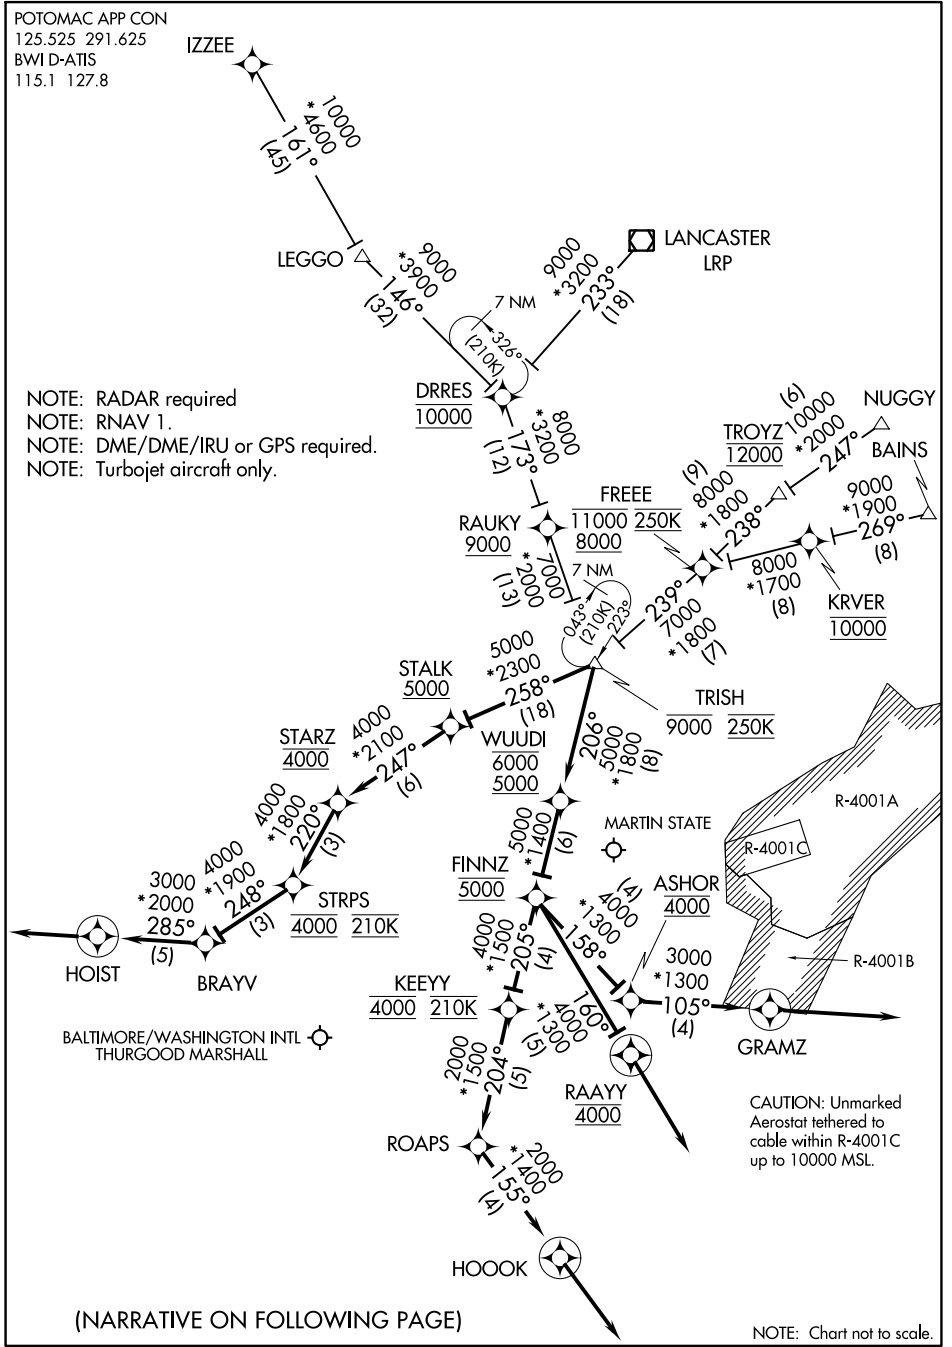 POTOMAC APP CON
125.525 291.625
BWI D-ATIS
115.1 127.8
IZZEE
10000
*4600
161°
(45)
LEGGO
9000
*3900
146°
(32)
LANCASTER
LRP
9000
*3200
233°
(18)
7 NM
326°
(210K)
DRRES
10000
NOTE: RADAR required
NOTE: RNAV 1.
NOTE: DME/DME/IRU or GPS required.
NOTE: Turbojet aircraft only.
8000
*3200
173°
(12)
NUGGY
(6)
10000
*2000
247°
TROYZ
12000
BAINS
9000
*1900
269°
(8)
(9)
8000
*1800
238°
FREEE
11000 250K
8000
RAUKY
9000
7000
*2000
(13)
8000
*1700
(8)
KRVER
10000
7 NM
043°
(210K)
223°
239°
7000
*1800
(7)
TRISH
9000 250K
5000
*2300
258°
(18)
STALK
5000
4000
*2100
247°
(6)
STARZ
4000
WUUDI
6000
5000
206°
5000
*1800
(8)
R-4001A
R-4001C
R-4001B
MARTIN STATE
4000
*1800
220°
(3)
5000
*1400
(6)
FINNZ
5000
STRPS
4000 210K
4000
*1900
248°
(3)
3000
*2000
285°
(5)
HOIST
BRAYV
(4)
4000
*1300
158°
ASHOR
4000
3000
*1300
105°
(4)
GRAMZ
4000
*1500
205°
(4)
KEEYY
4000 210K
160°
4000
*1300
(5)
RAAYY
4000
BALTIMORE/WASHINGTON INTL
THURGOOD MARSHALL
2000
*1500
204°
(5)
ROAPS
2000
*1400
155°
(4)
HOOOK
CAUTION: Unmarked
Aerostat tethered to
cable within R-4001C
up to 10000 MSL.
(NARRATIVE ON FOLLOWING PAGE)
NOTE: Chart not to scale.